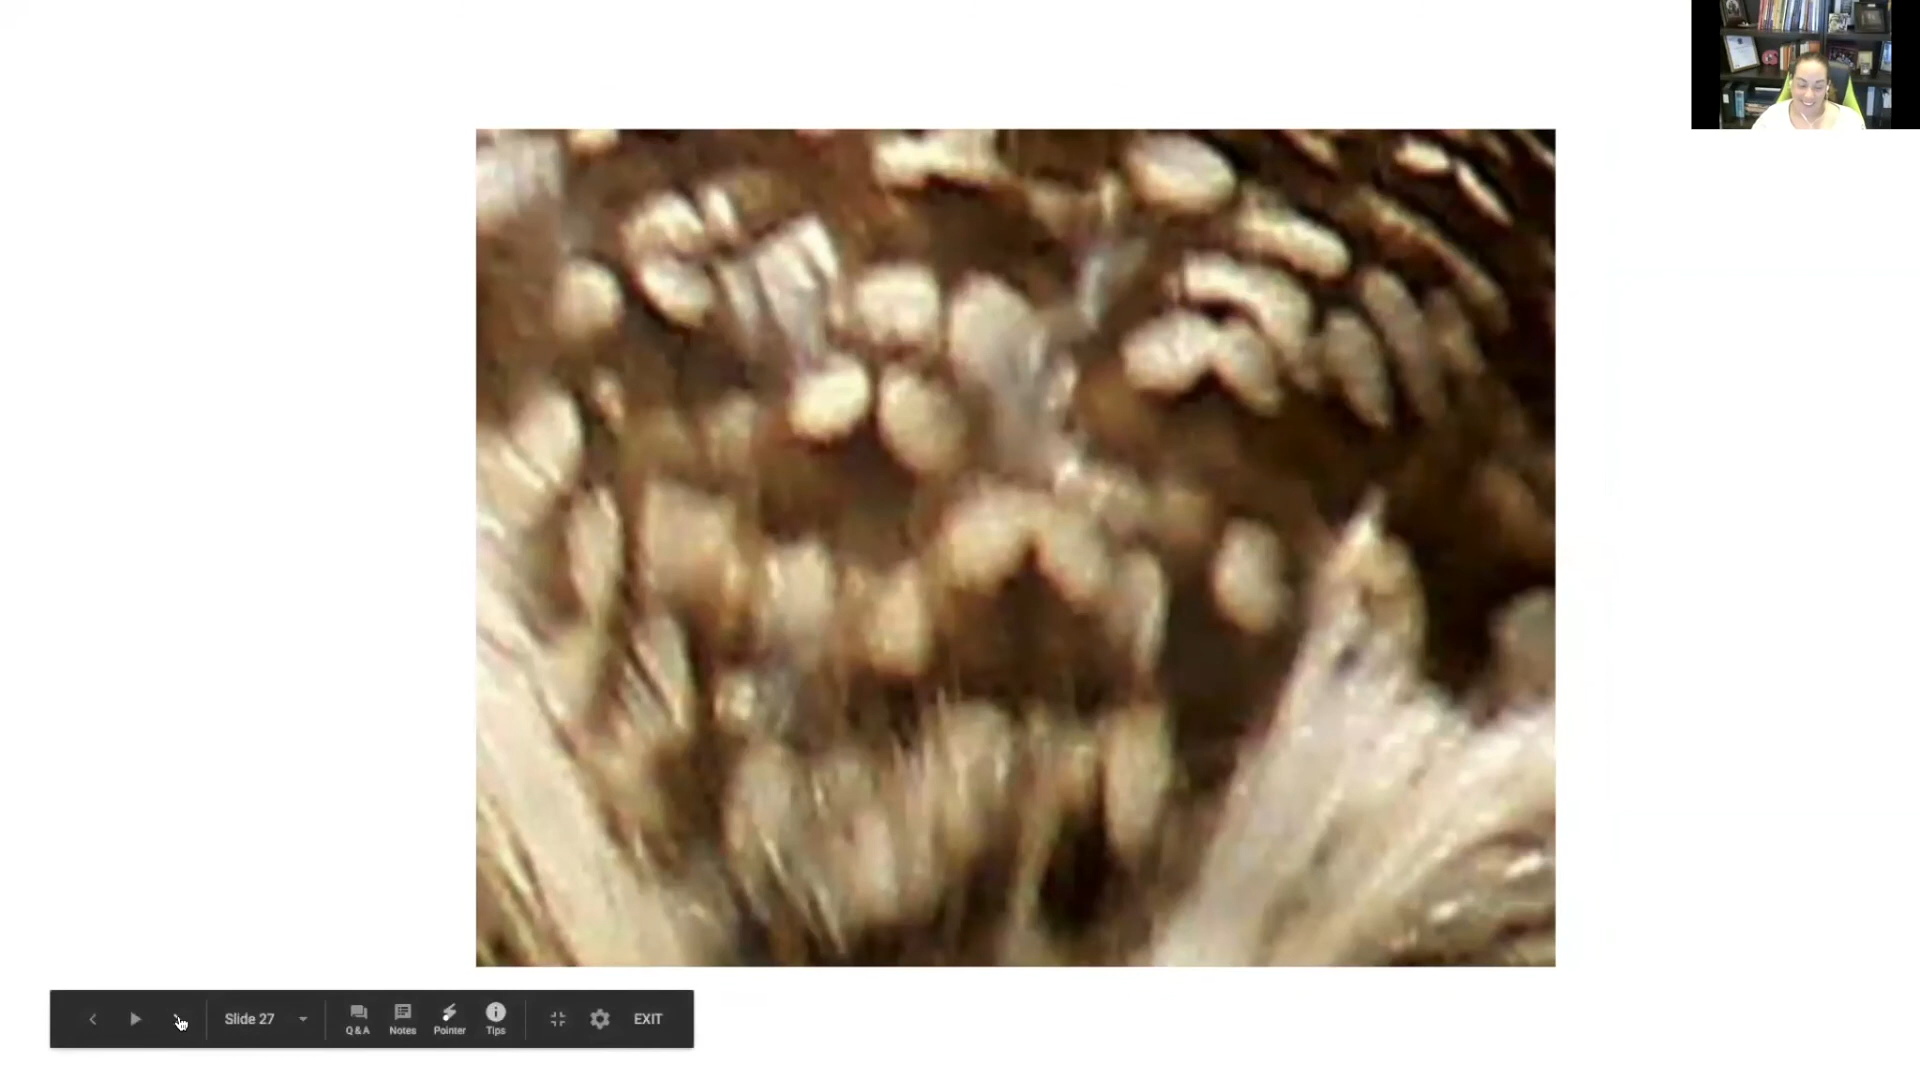 Slide 27
Q & A
Notes
Pointer
Tips
EXIT